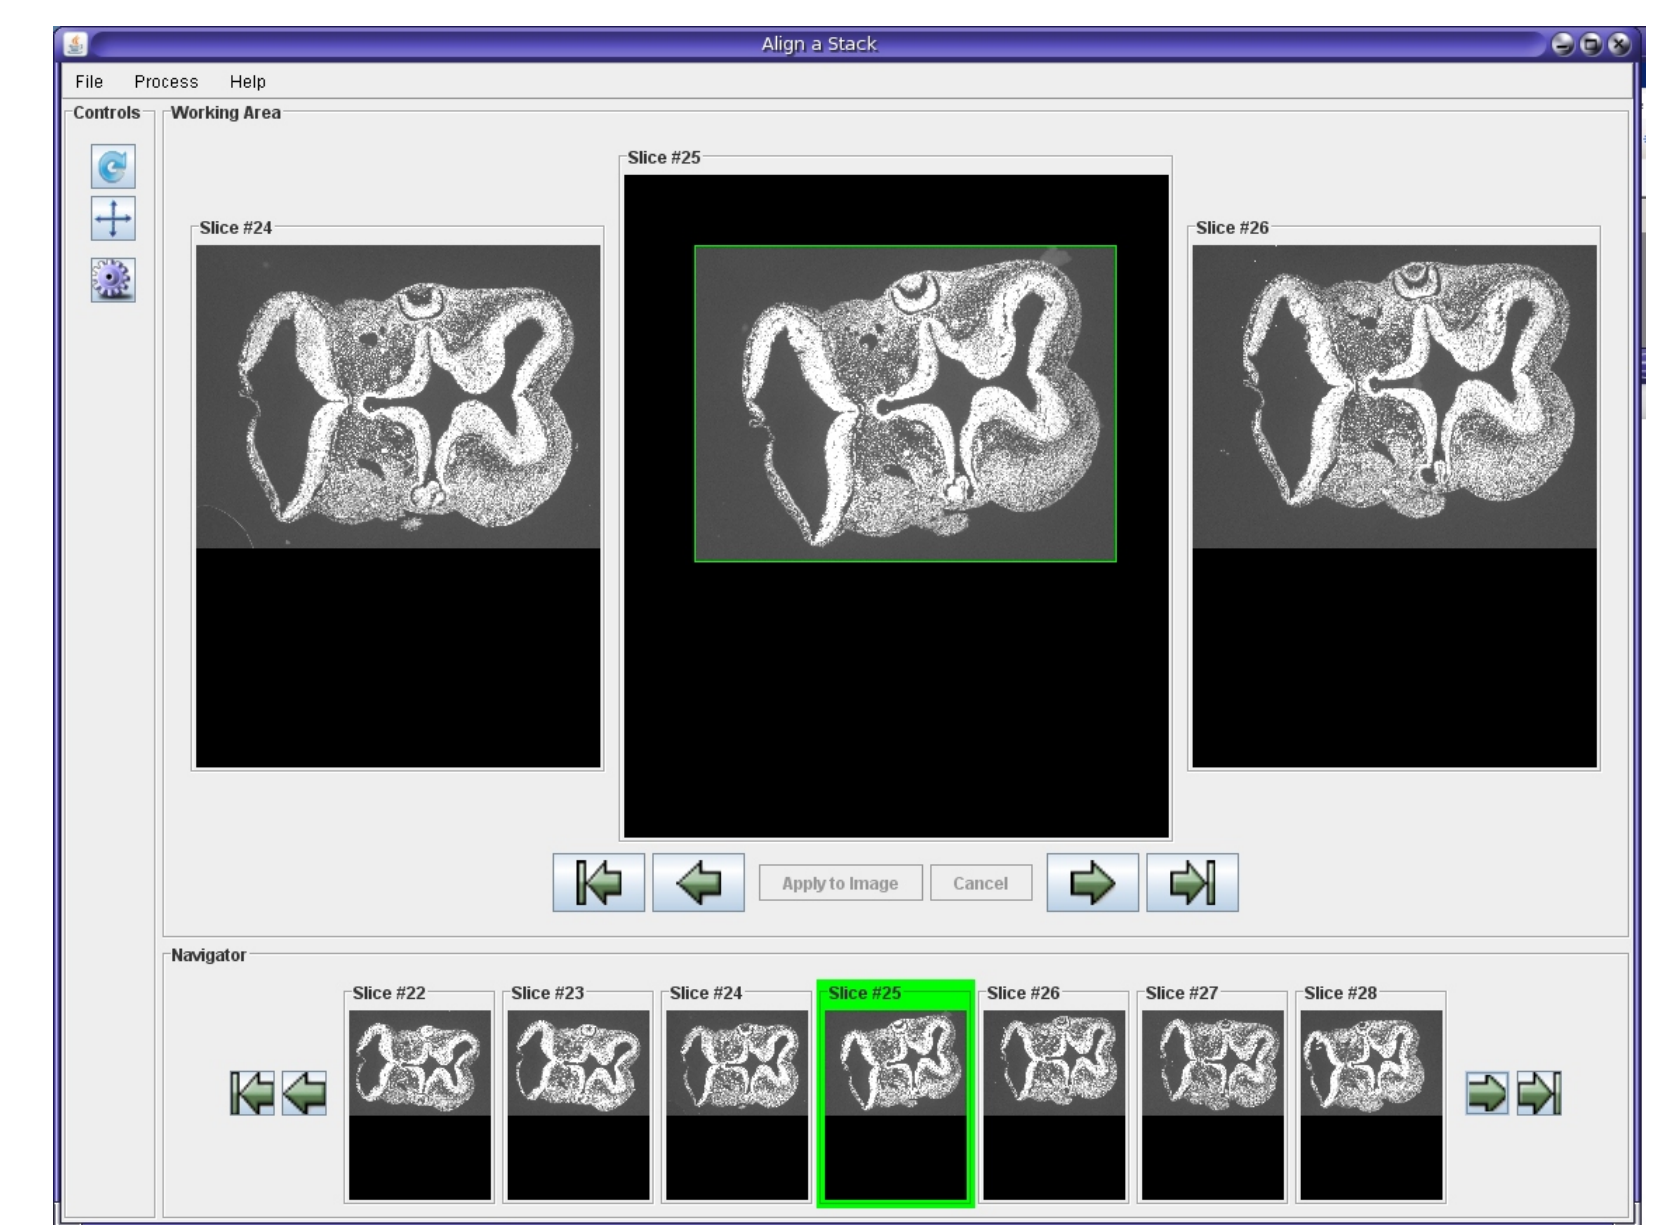 Align a Stack
File Process Help
Controls
Working Area
Slice #24
Slice #25
Slice #26
Apply to Image
Cancel
Navigator
Slice #22
Slice #23
Slice #24
Slice #25
Slice #26
Slice #27
Slice #28